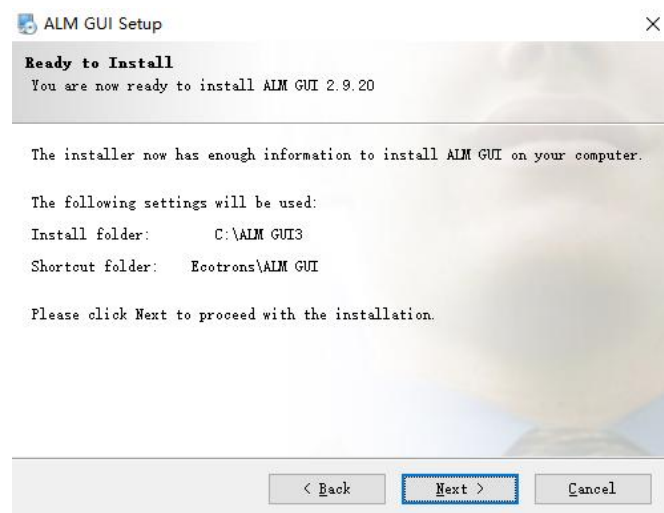 ALM GUI Setup
Ready to Install
You are now ready to install ALM GUI 2.9.20
The installer now has enough information to install ALM GUI on your computer.
The following settings will be used:
Install folder: C:\ALM GUI3
Shortcut folder: Ecotrons\ALM GUI
Please click Next to proceed with the installation.
< Back Next > Cancel